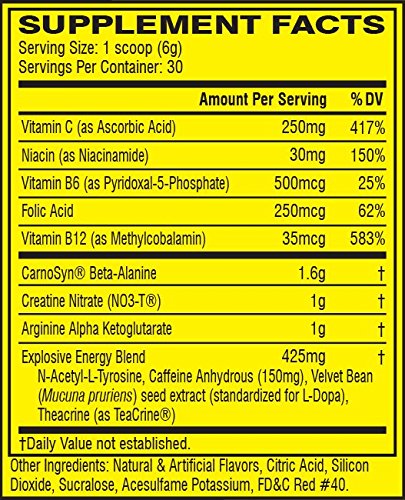 SUPPLEMENT FACTS
Serving Size: 1 scoop (6g)
Servings Per Container: 30
Amount Per Serving % DV
Vitamin C (as Ascorbic Acid) 250mg 417%
Niacin (as Niacinamide) 30mg 150%
Vitamin B6 (as Pyridoxal-5-Phosphate) 500mcg 25%
Folic Acid 250mcg 62%
Vitamin B12 (as Methylcobalamin) 35mcg 583%
CarnoSyn® Beta-Alanine 1.6g †
Creatine Nitrate (NO3-T®) 1g †
Arginine Alpha Ketoglutarate 1g †
Explosive Energy Blend 425mg †
N-Acetyl-L-Tyrosine, Caffeine Anhydrous (150mg), Velvet Bean
(Mucuna pruriens) seed extract (standardized for L-Dopa),
Theacrine (as TeaCrine®)
†Daily Value not established.
Other Ingredients: Natural & Artificial Flavors, Citric Acid, Silicon
Dioxide, Sucralose, Acesulfame Potassium, FD&C Red #40.